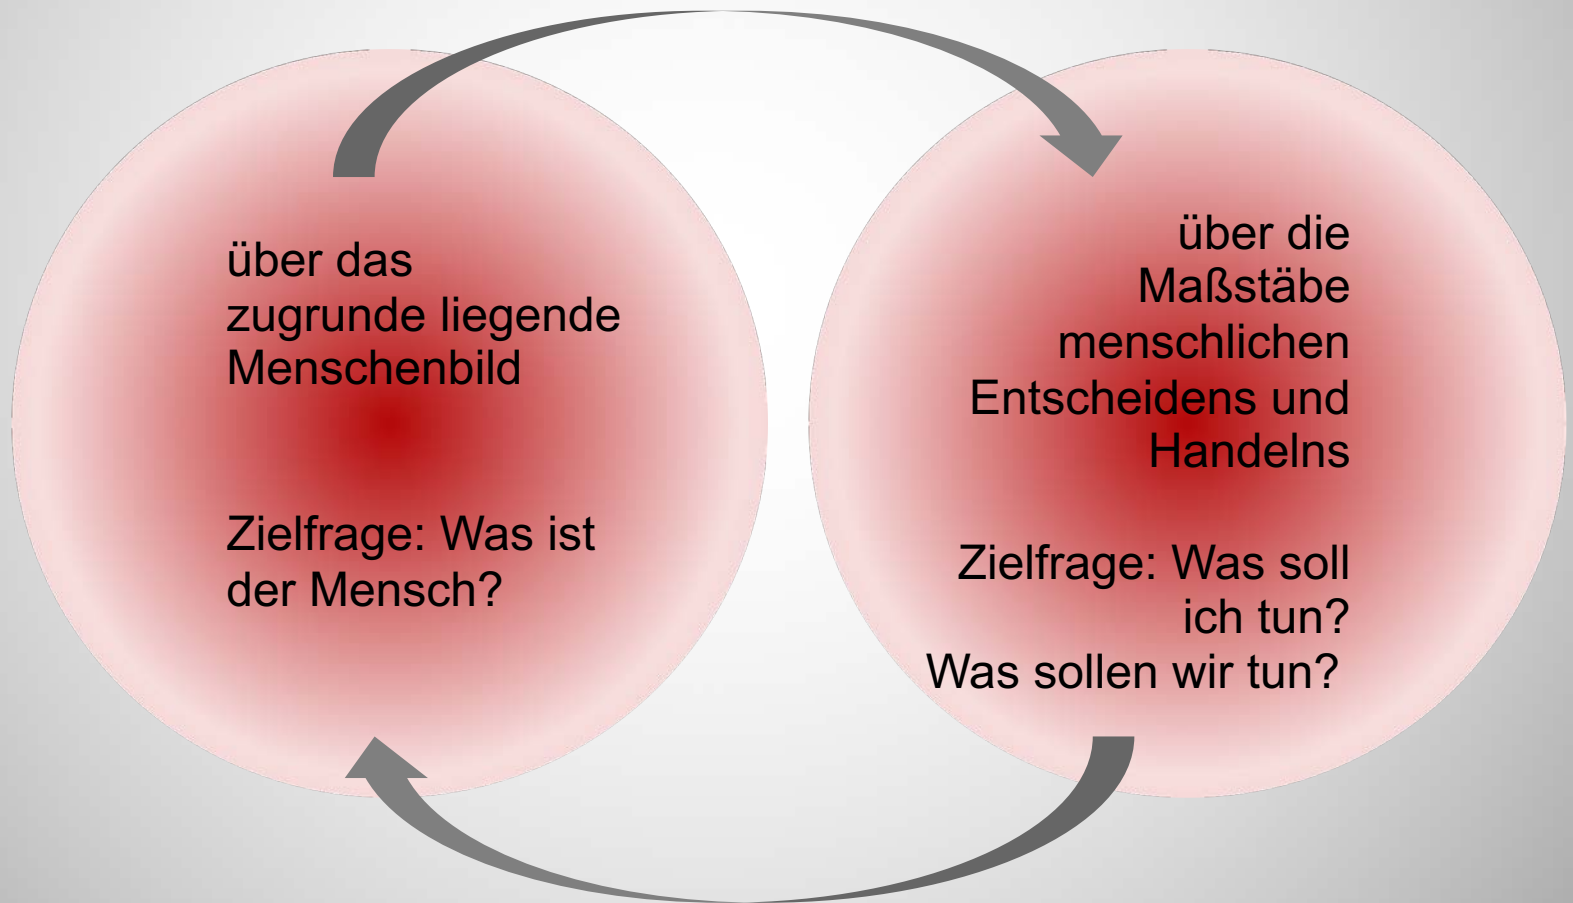 über das
zugrunde liegende
Menschenbild
Zielfrage: Was ist
der Mensch?
über die
Maßstäbe
menschlichen
Entscheidens und
Handelns
Zielfrage: Was soll
ich tun?
Was sollen wir tun?